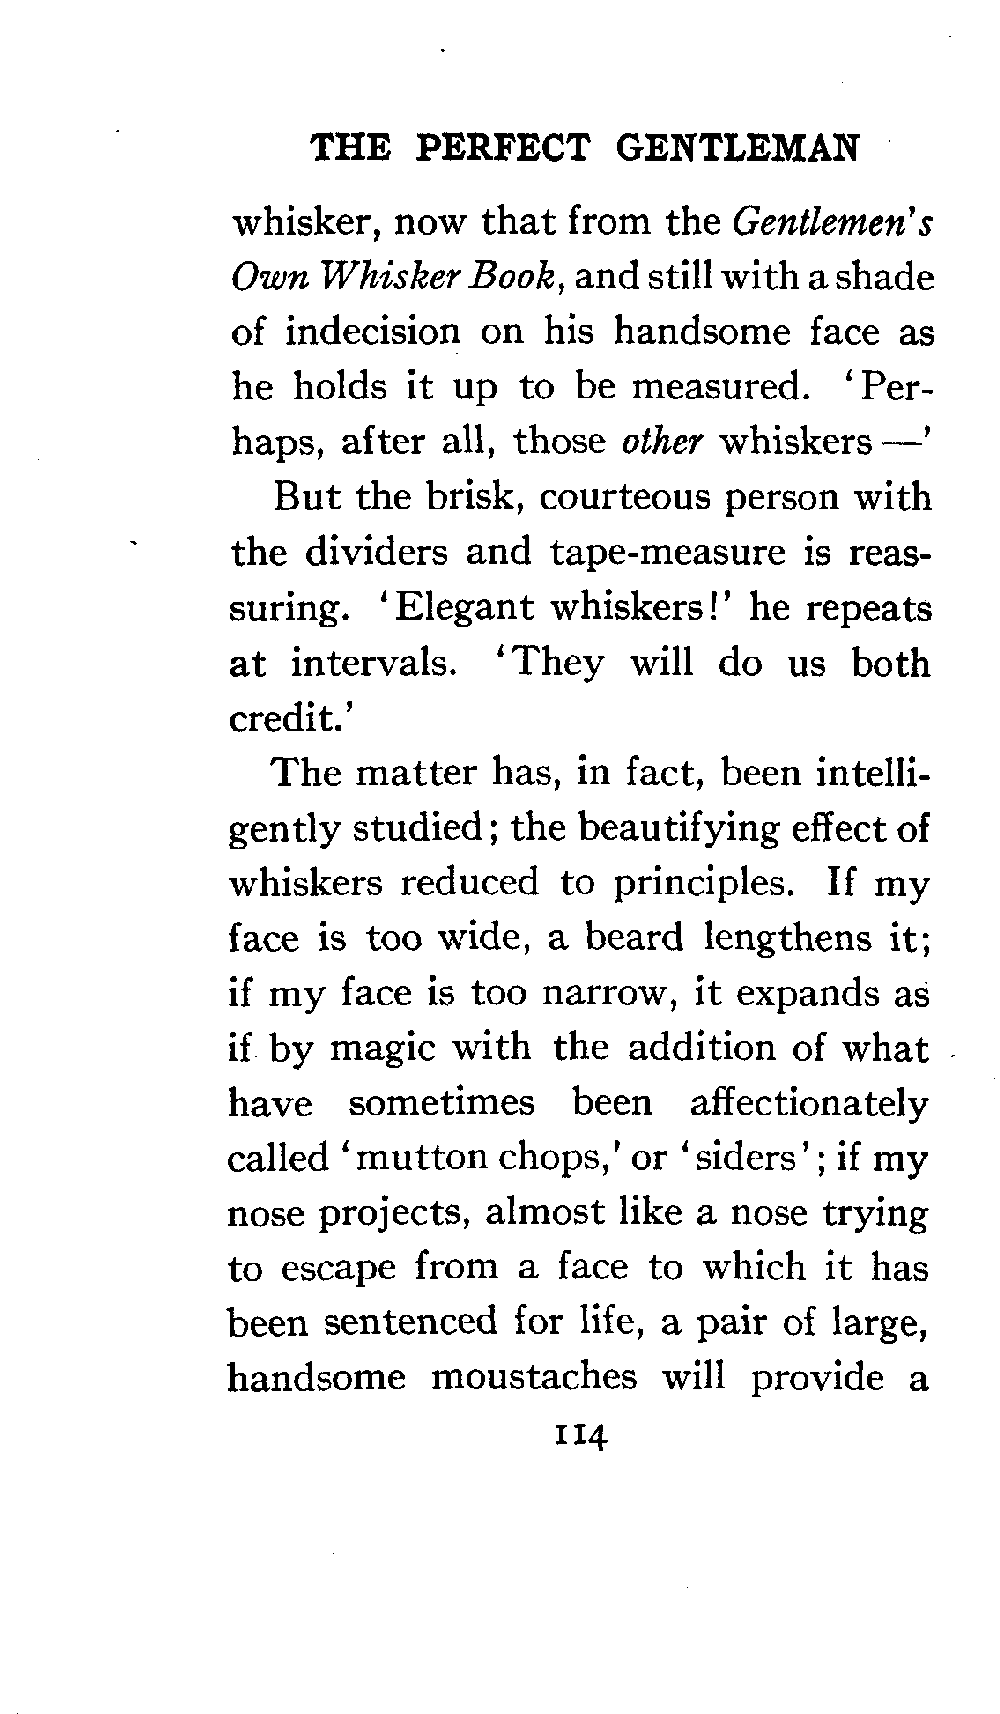 THE PERFECT GENTLEMAN
whisker, now that from the Gentlemen's
Own Whisker Book, and still with a shade
of indecision on his handsome face as
he holds it up to be measured. ‘Per-
haps, after all, those other whiskers —’
But the brisk, courteous person with
the dividers and tape-measure is reas-
suring. ‘Elegant whiskers!’ he repeats
at intervals. ‘They will do us both
credit.’
The matter has, in fact, been intelli-
gently studied; the beautifying effect of
whiskers reduced to principles. If my
face is too wide, a beard lengthens it;
if my face is too narrow, it expands as
if by magic with the addition of what
have sometimes been affectionately
called ‘mutton chops,’ or ‘siders’; if my
nose projects, almost like a nose trying
to escape from a face to which it has
been sentenced for life, a pair of large,
handsome moustaches will provide a
114